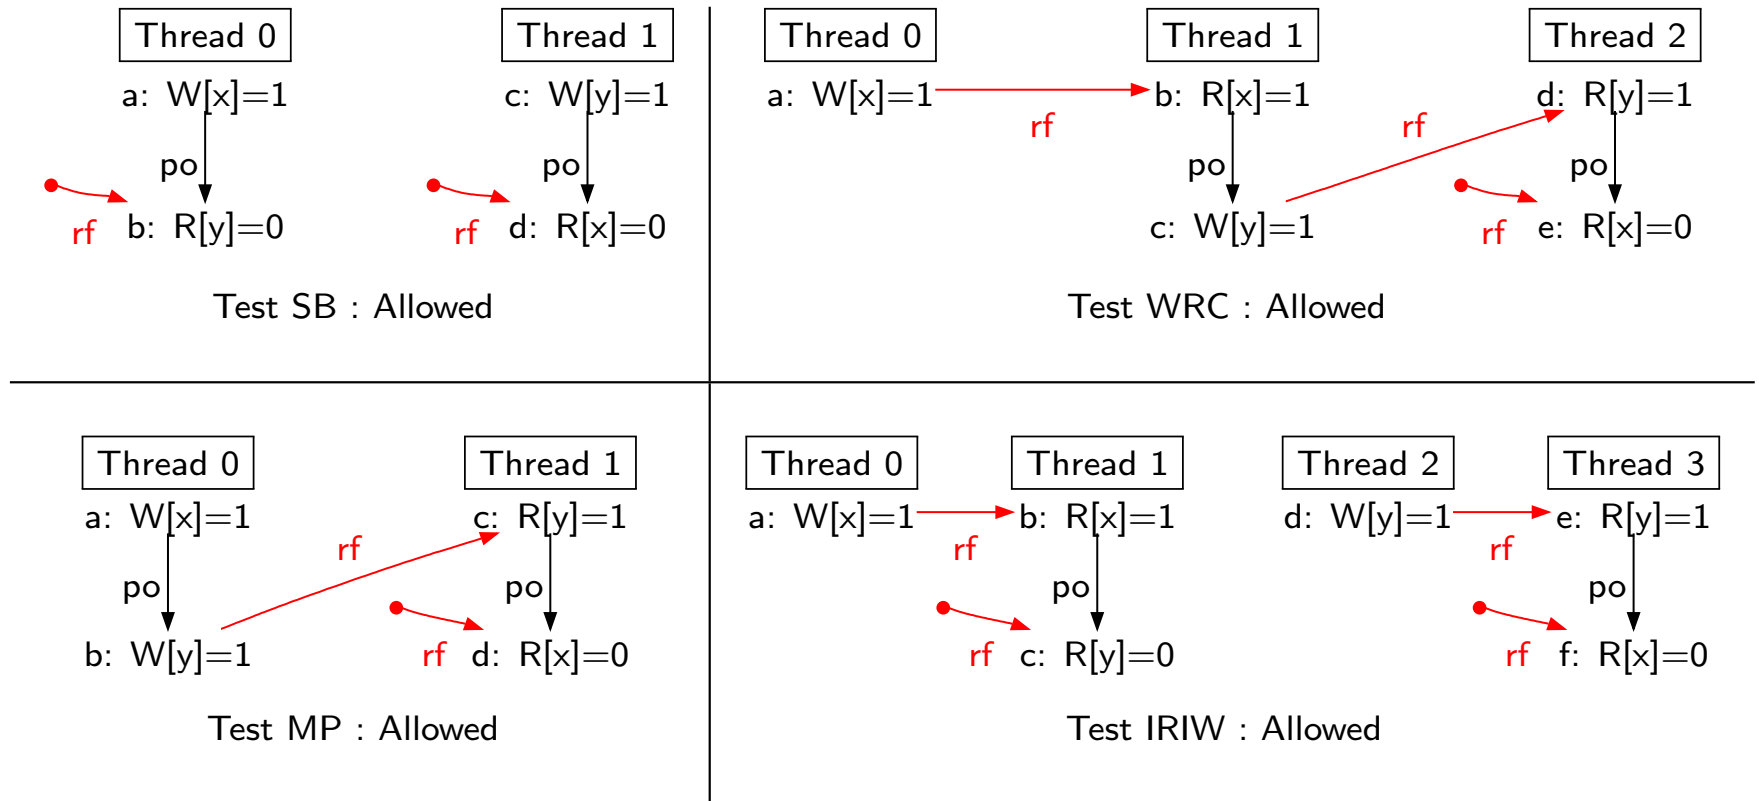 Thread 0 Thread 1
a: W[x]=1 c: W[y]=1
po po
rf b: R[y]=0 rf d: R[x]=0
Test SB : Allowed
Thread 0 Thread 1 Thread 2
a: W[x]=1 b: R[x]=1 d: R[y]=1
rf rf
po po
c: W[y]=1 rf e: R[x]=0
Test WRC : Allowed
Thread 0 Thread 1
a: W[x]=1 c: R[y]=1
rf
po po
b: W[y]=1 rf d: R[x]=0
Test MP : Allowed
Thread 0 Thread 1 Thread 2 Thread 3
a: W[x]=1 b: R[x]=1 d: W[y]=1 e: R[y]=1
rf rf
po po
rf c: R[y]=0 rf f: R[x]=0
Test IRIW : Allowed